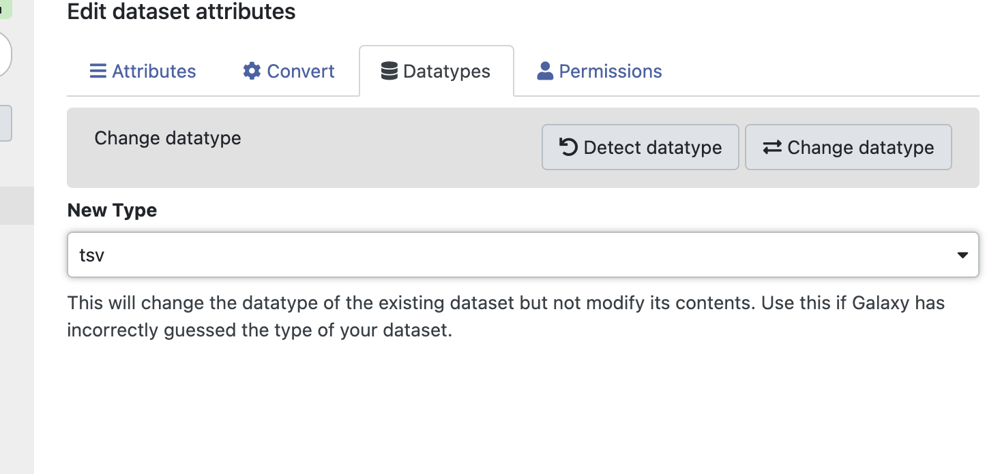 Edit dataset attributes
Attributes Convert Datatypes Permissions
Change datatype Detect datatype Change datatype
New Type
tsv
This will change the datatype of the existing dataset but not modify its contents. Use this if Galaxy has
incorrectly guessed the type of your dataset.